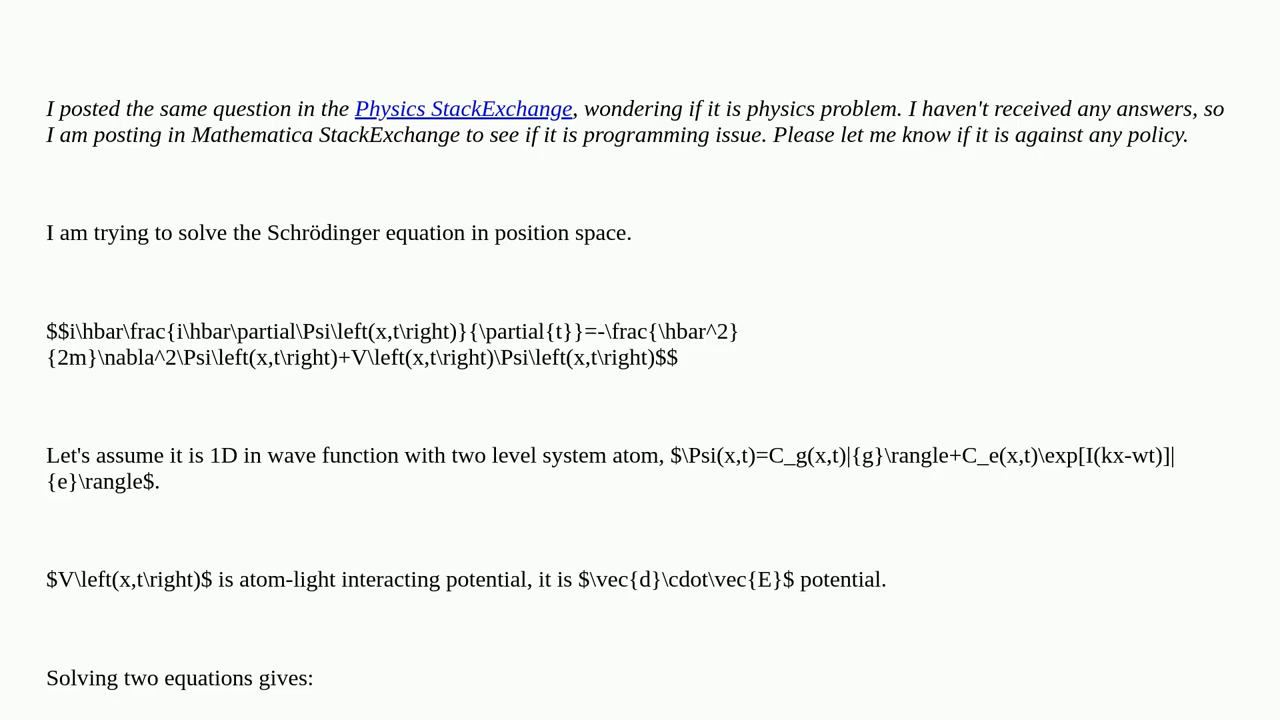 I posted the same question in the Physics StackExchange, wondering if it is physics problem. I haven't received any answers, so
I am posting in Mathematica StackExchange to see if it is programming issue. Please let me know if it is against any policy.
I am trying to solve the Schrödinger equation in position space.
$$i\hbar\frac{i\hbar\partial\Psi\left(x,t\right)}{\partial{t}}=-\frac{\hbar^2}
{2m}\nabla^2\Psi\left(x,t\right)+V\left(x,t\right)\Psi\left(x,t\right)$$
Let's assume it is 1D in wave function with two level system atom, $\Psi(x,t)=C_g(x,t)|{g}\rangle+C_e(x,t)\exp[I(kx-wt)]|
{e}\rangle$.
$V\left(x,t\right)$ is atom-light interacting potential, it is $\vec{d}\cdot\vec{E}$ potential.
Solving two equations gives: